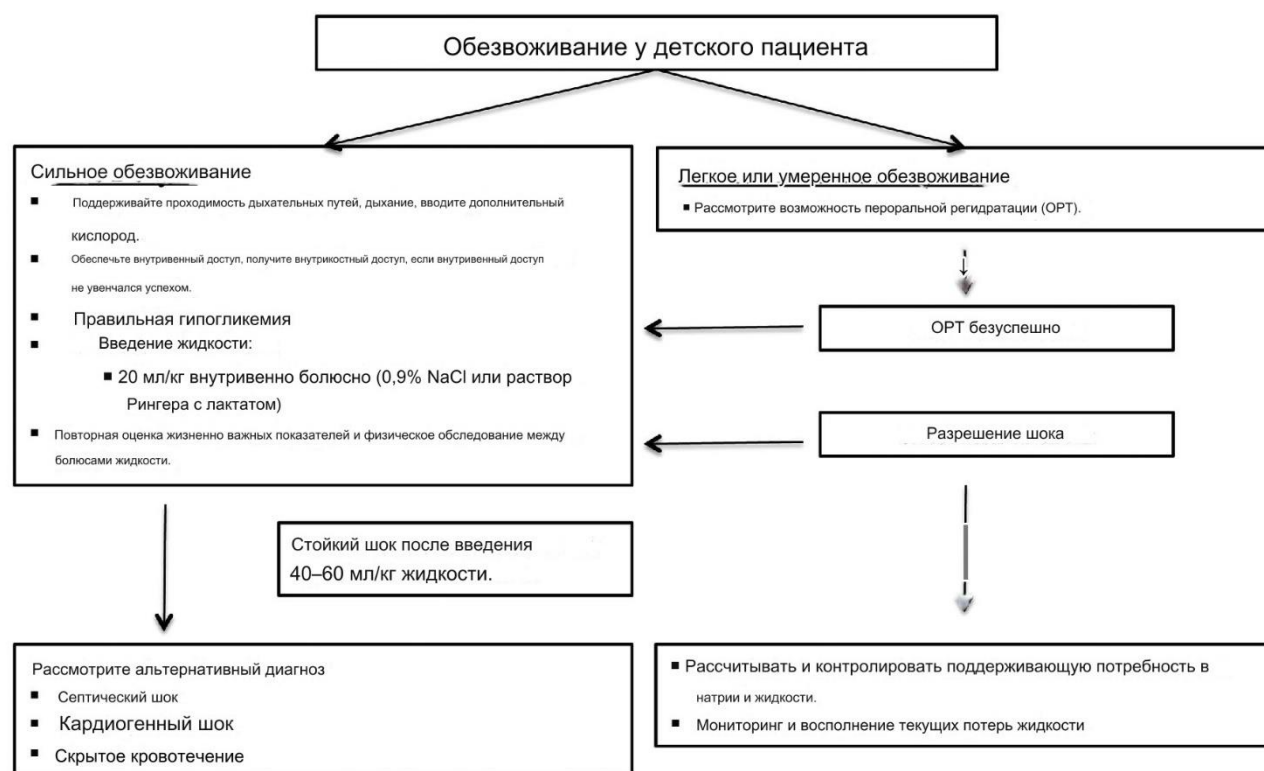 Обезвоживание у детского пациента
Сильное обезвоживание
■ Поддерживайте проходимость дыхательных путей, дыхание, вводите дополнительный
кислород.
■ Обеспечьте внутривенный доступ, получите внутрикостный доступ, если внутривенный доступ
не увенчался успехом.
■ Правильная гипогликемия
■ Введение жидкости:
■ 20 мл/кг внутривенно болюсно (0,9% NaCl или раствор
Рингера с лактатом)
■ Повторная оценка жизненно важных показателей и физическое обследование между
болюсами жидкости.
Легкое или умеренное обезвоживание
■ Рассмотрите возможность пероральной регидратации (ОРТ).
ОРТ безуспешно
Разрешение шока
Стойкий шок после введения
40–60 мл/кг жидкости.
Рассмотрите альтернативный диагноз
■ Септический шок
■ Кардиогенный шок
■ Скрытое кровотечение
■ Рассчитывать и контролировать поддерживающую потребность в
натрии и жидкости.
■ Мониторинг и восполнение текущих потерь жидкости